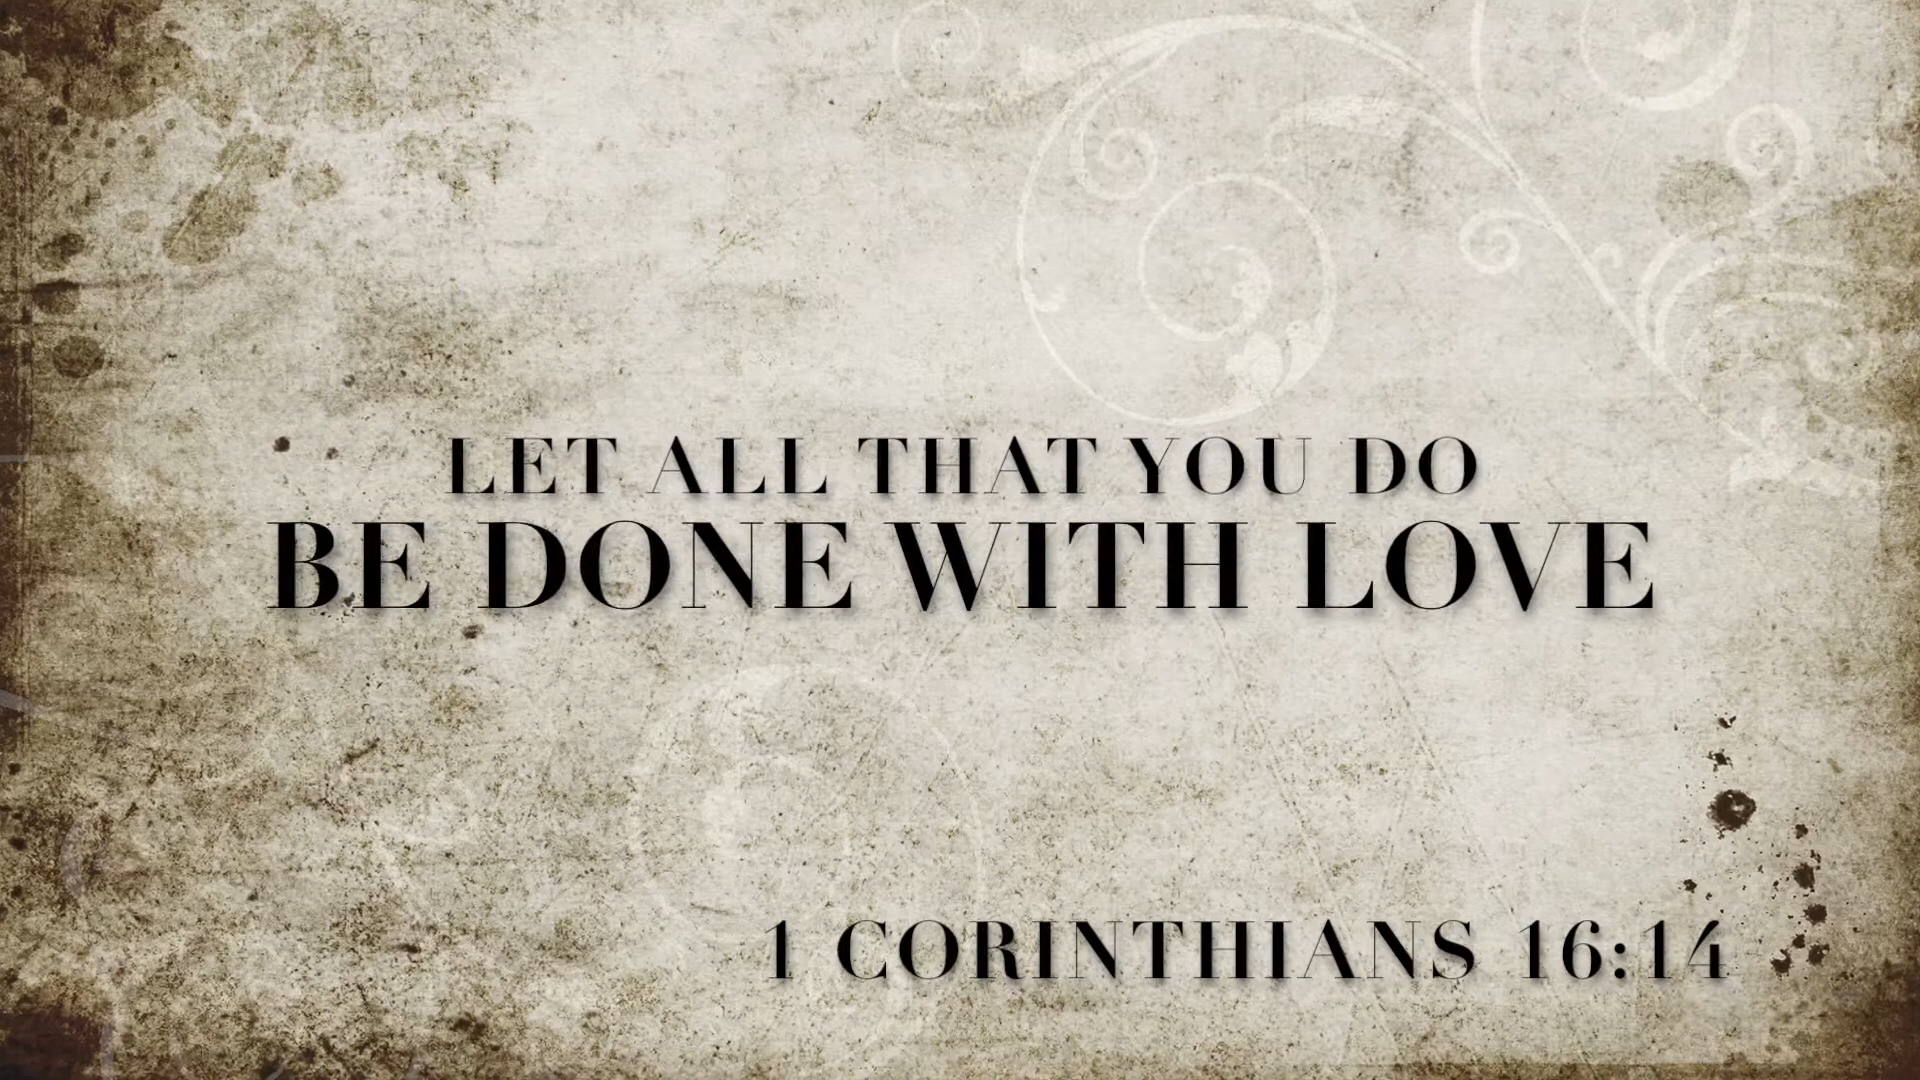 LET ALL THAT YOU DO
BE DONE WITH LOVE
1 CORINTHIANS 16:14